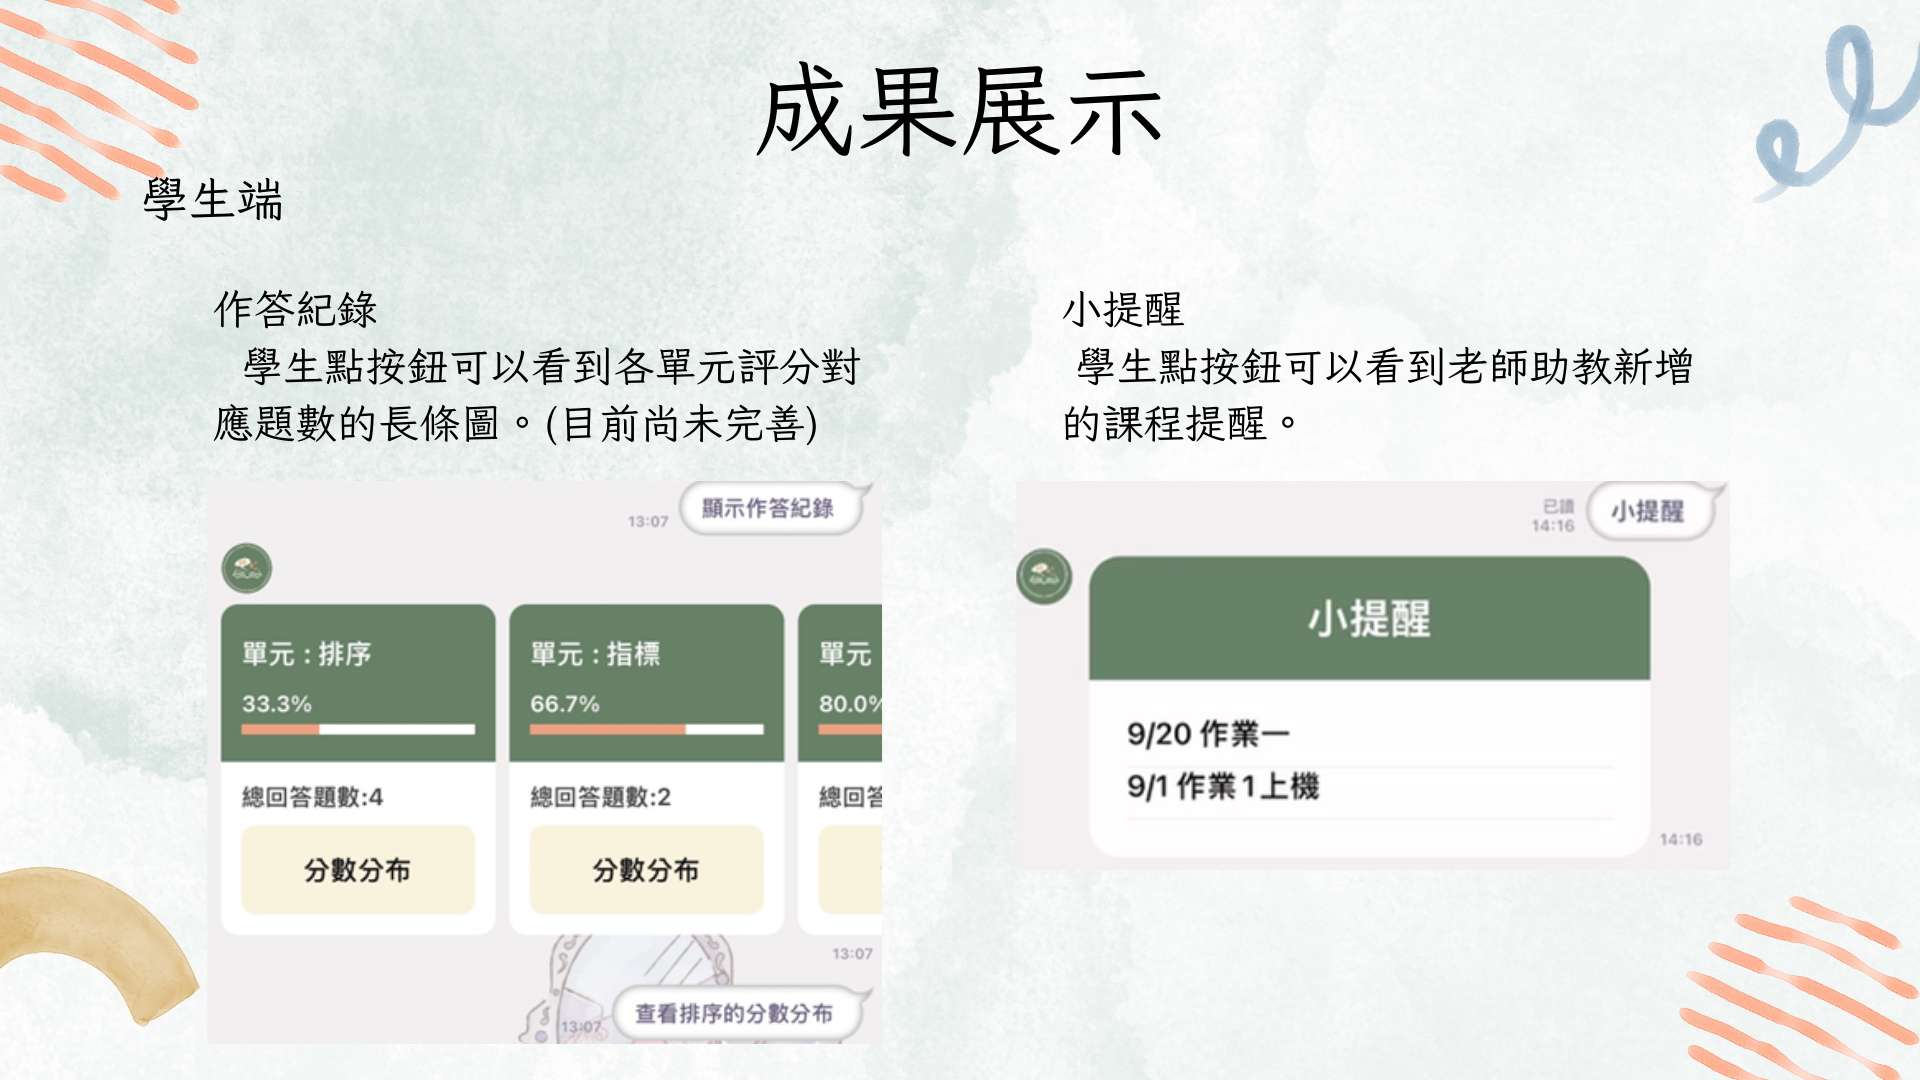 成果展示
學生端
作答紀錄
學生點按鈕可以看到各單元評分對
應題數的長條圖。(目前尚未完善)
顯示作答紀錄
13:07
單元 : 排序
33.3%
總回答題數:4
分數分布
單元 : 指標
66.7%
總回答題數:2
分數分布
單元
80.0%
總回答
13:07
查看排序的分數分布
13:07
小提醒
學生點按鈕可以看到老師助教新增
的課程提醒。
已讀
14:16
小提醒
小提醒
9/20 作業一
9/1 作業1上機
14:16